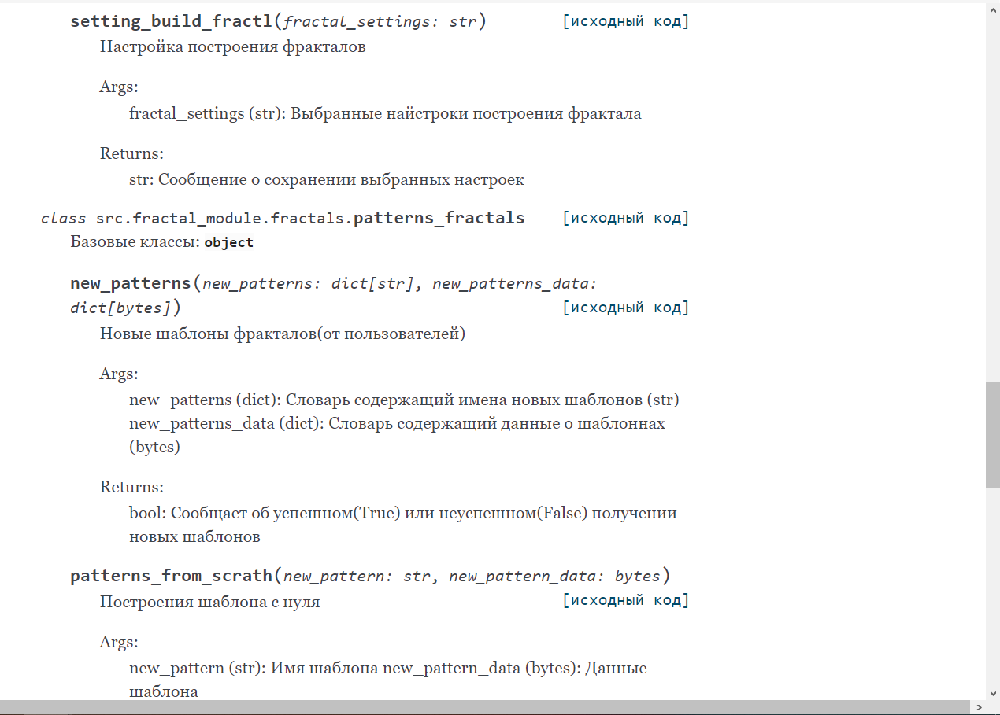 setting_build_fractl(fractal_settings: str) [исходный код]
Настройка построения фракталов
Args:
fractal_settings (str): Выбранные найстроки построения фрактала
Returns:
str: Сообщение о сохранении выбранных настроек
class src.fractal_module.fractals.patterns_fractals [исходный код]
Базовые классы: object
new_patterns(new_patterns: dict[str], new_patterns_data:
dict[bytes]) [исходный код]
Новые шаблоны фракталов(от пользователей)
Args:
new_patterns (dict): Словарь содержащий имена новых шаблонов (str)
new_patterns_data (dict): Словарь содержащий данные о шаблоннах
(bytes)
Returns:
bool: Сообщает об успешном(True) или неуспешном(False) получении
новых шаблонов
patterns_from_scrath(new_pattern: str, new_pattern_data: bytes)
Построения шаблона с нуля [исходный код]
Args:
new_pattern (str): Имя шаблона new_pattern_data (bytes): Данные
шаблона